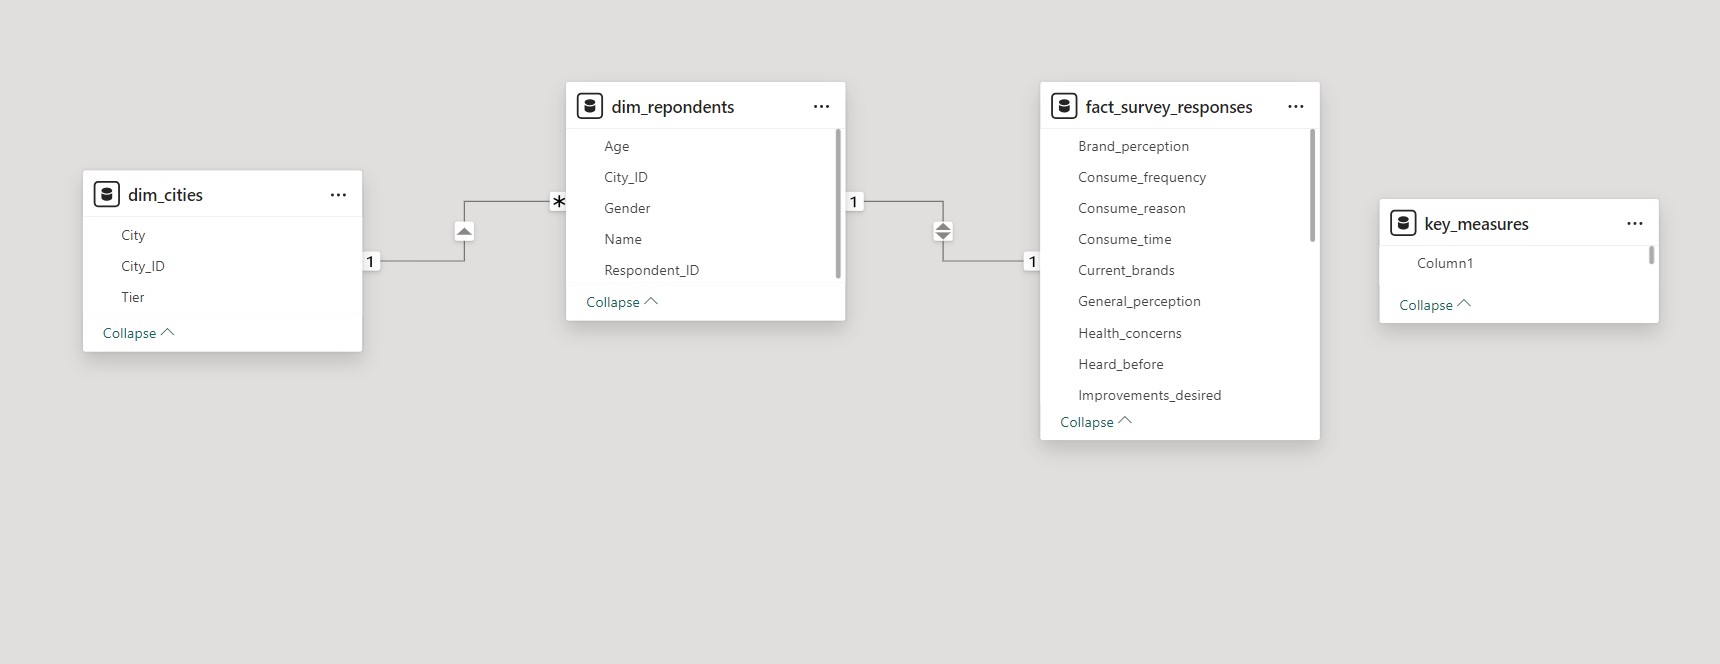 dim_cities
City
City_ID
Tier
Collapse
1
*
dim_repondents
Age
City_ID
Gender
Name
Respondent_ID
Collapse
1
1
fact_survey_responses
Brand_perception
Consume_frequency
Consume_reason
Consume_time
Current_brands
General_perception
Health_concerns
Heard_before
Improvements_desired
Collapse
key_measures
Column1
Collapse